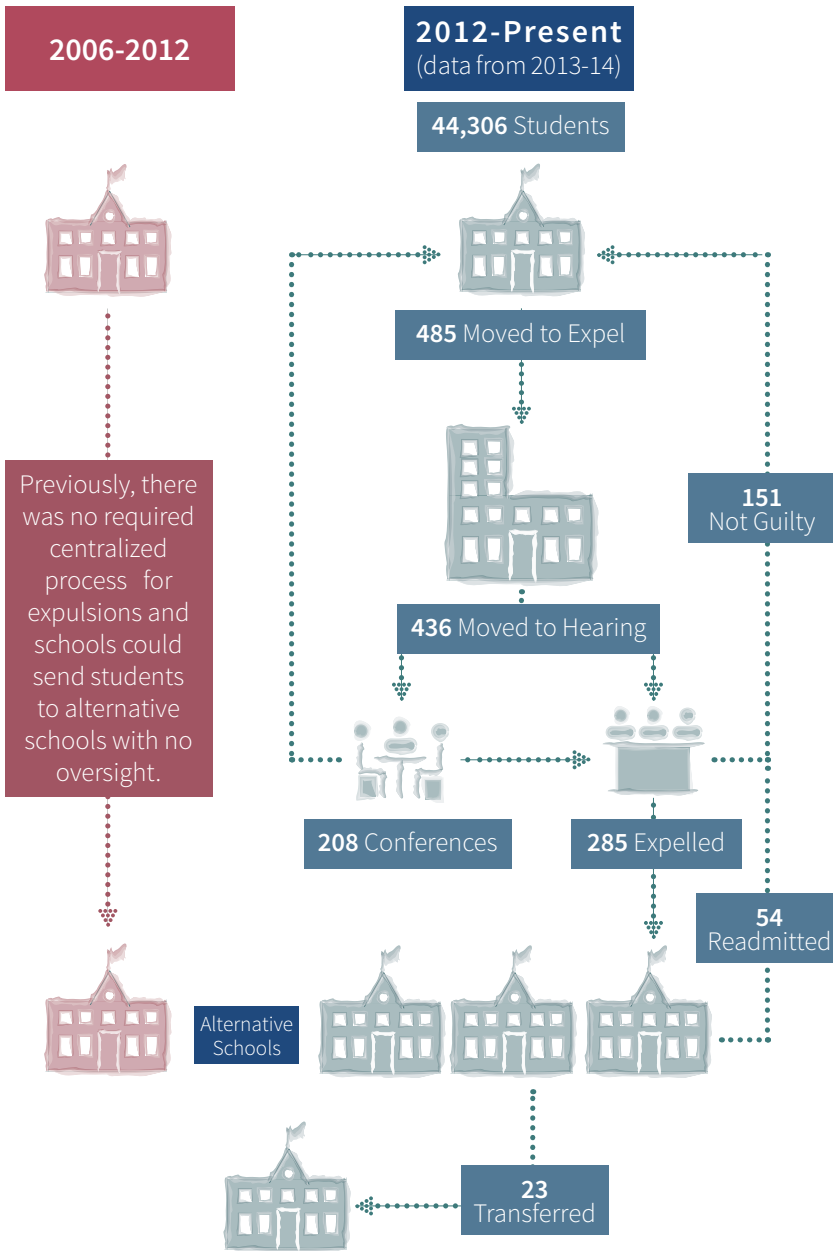 2006-2012
2012-Present
(data from 2013-14)
44,306 Students
485 Moved to Expel
Previously, there
was no required
centralized
process for
expulsions and
schools could
send students
to alternative
schools with no
oversight.
151
Not Guilty
436 Moved to Hearing
208 Conferences
285 Expelled
54
Readmitted
Alternative
Schools
23
Transferred